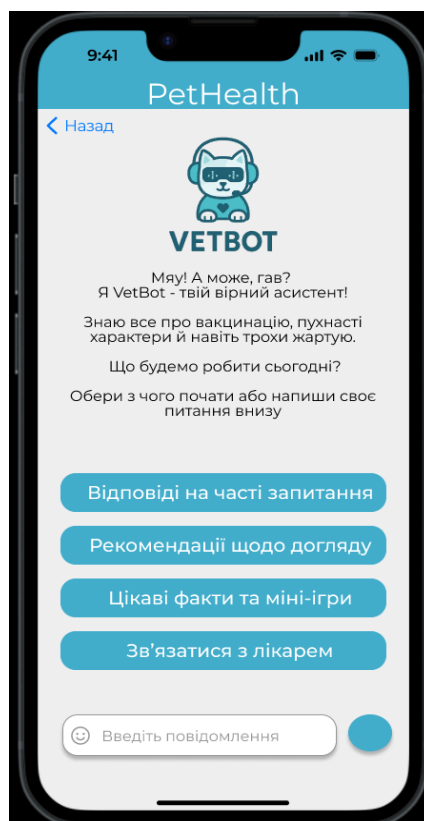 9:41
PetHealth
Назад
VETBOT
Мяу! А може, гав?
Я VetBot - твій вірний асистент!
Знаю все про вакцинацію, пухнасті
характери й навіть трохи жартую.
Що будемо робити сьогодні?
Обери з чого почати або напиши своє
питання внизу
Відповіді на часті запитання
Рекомендації щодо догляду
Цікаві факти та міні-ігри
Зв’язатися з лікарем
Введіть повідомлення